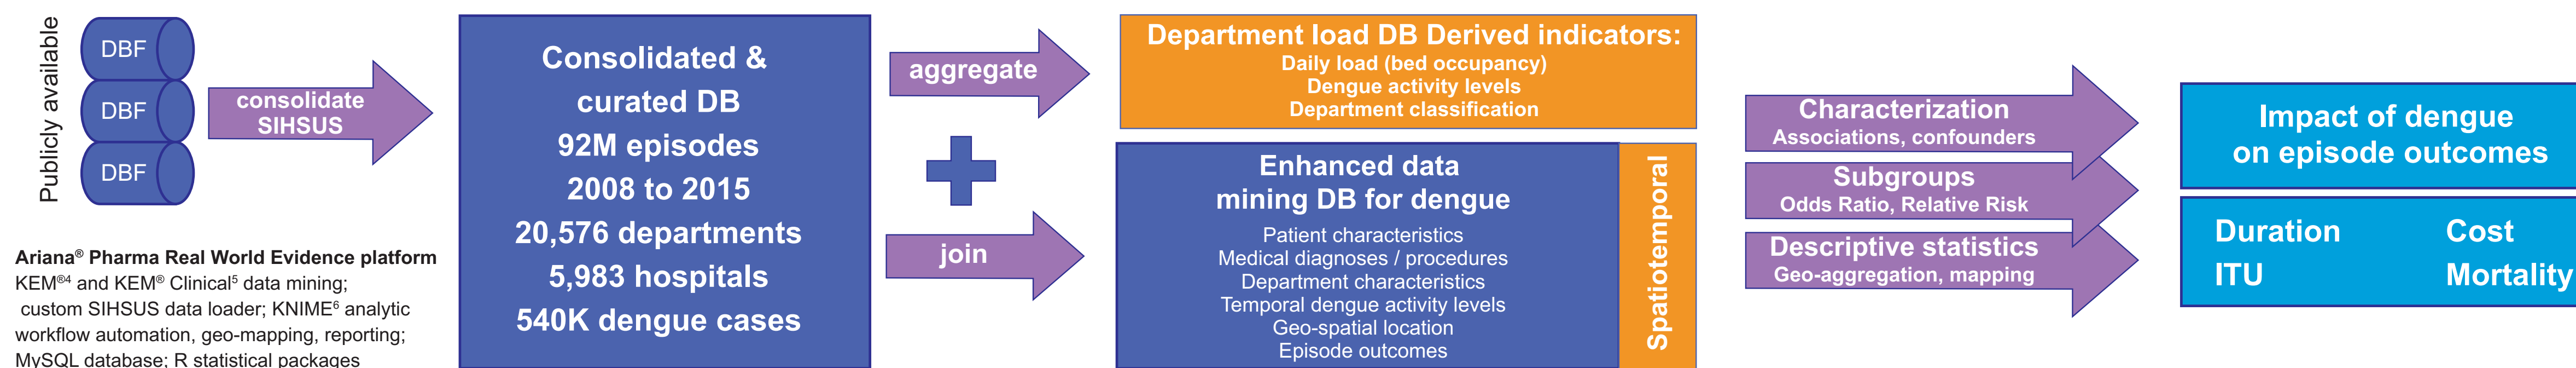 Publicly available
DBF
DBF
DBF
consolidate
SIHSUS
Ariana® Pharma Real World Evidence platform
KEM®4 and KEM® Clinical5 data mining;
custom SIHSUS data loader; KNIME6 analytic
workflow automation, geo-mapping, reporting;
MySQL database; R statistical packages
Consolidated &
curated DB
92M episodes
2008 to 2015
20,576 departments
5,983 hospitals
540K dengue cases
aggregate
join
Department load DB Derived indicators:
Daily load (bed occupancy)
Dengue activity levels
Department classification
Enhanced data
mining DB for dengue
Patient characteristics
Medical diagnoses / procedures
Department characteristics
Temporal dengue activity levels
Geo-spatial location
Episode outcomes
Spatiotemporal
Characterization
Associations, confounders
Subgroups
Odds Ratio, Relative Risk
Descriptive statistics
Geo-aggregation, mapping
Impact of dengue
on episode outcomes
Duration Cost
ITU Mortality